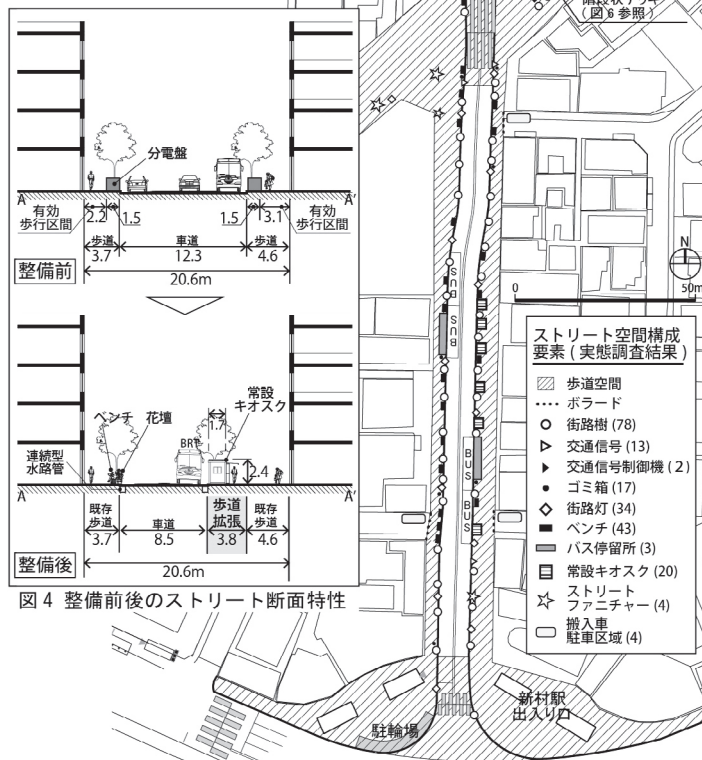 （図6参照）
分電盤
A
A'
有効
歩行区間
2.2
1.5
1.5
3.1
有効
歩行区間
歩道
3.7
車道
12.3
歩道
4.6
整備前
20.6m
常設
キオスク
ベンチ
花壇
1.7
BRT
連続型
水路管
2.4
A
A'
既存
歩道
3.7
車道
8.5
歩道
拡張
3.8
既存
歩道
4.6
整備後
20.6m
図4 整備前後のストリート断面特性
BUS
BUS
BUS
BUS
N
0
50m
ストリート空間構成
要素(実態調査結果)
歩道空間
ボラード
街路樹(78)
交通信号(13)
交通信号制御機(2)
ゴミ箱(17)
街路灯(34)
ベンチ(43)
バス停留所(3)
常設キオスク(20)
ストリート
ファニチャー(4)
搬入車
駐車区域(4)
駐輪場
新村駅
出入り口